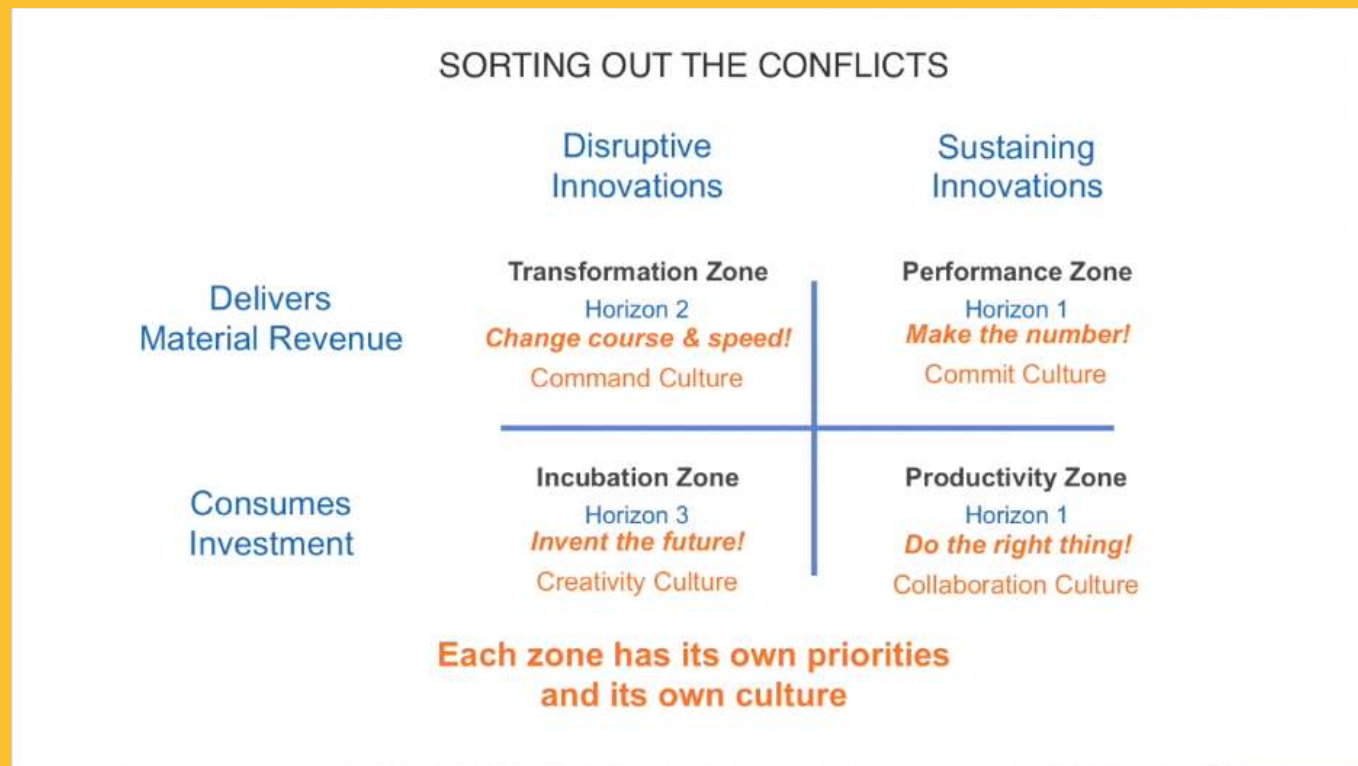 SORTING OUT THE CONFLICTS
Disruptive
Innovations
Sustaining
Innovations
Delivers
Material Revenue
Transformation Zone
Horizon 2
Change course & speed!
Command Culture
Performance Zone
Horizon 1
Make the number!
Commit Culture
Consumes
Investment
Incubation Zone
Horizon 3
Invent the future!
Creativity Culture
Productivity Zone
Horizon 1
Do the right thing!
Collaboration Culture
Each zone has its own priorities
and its own culture